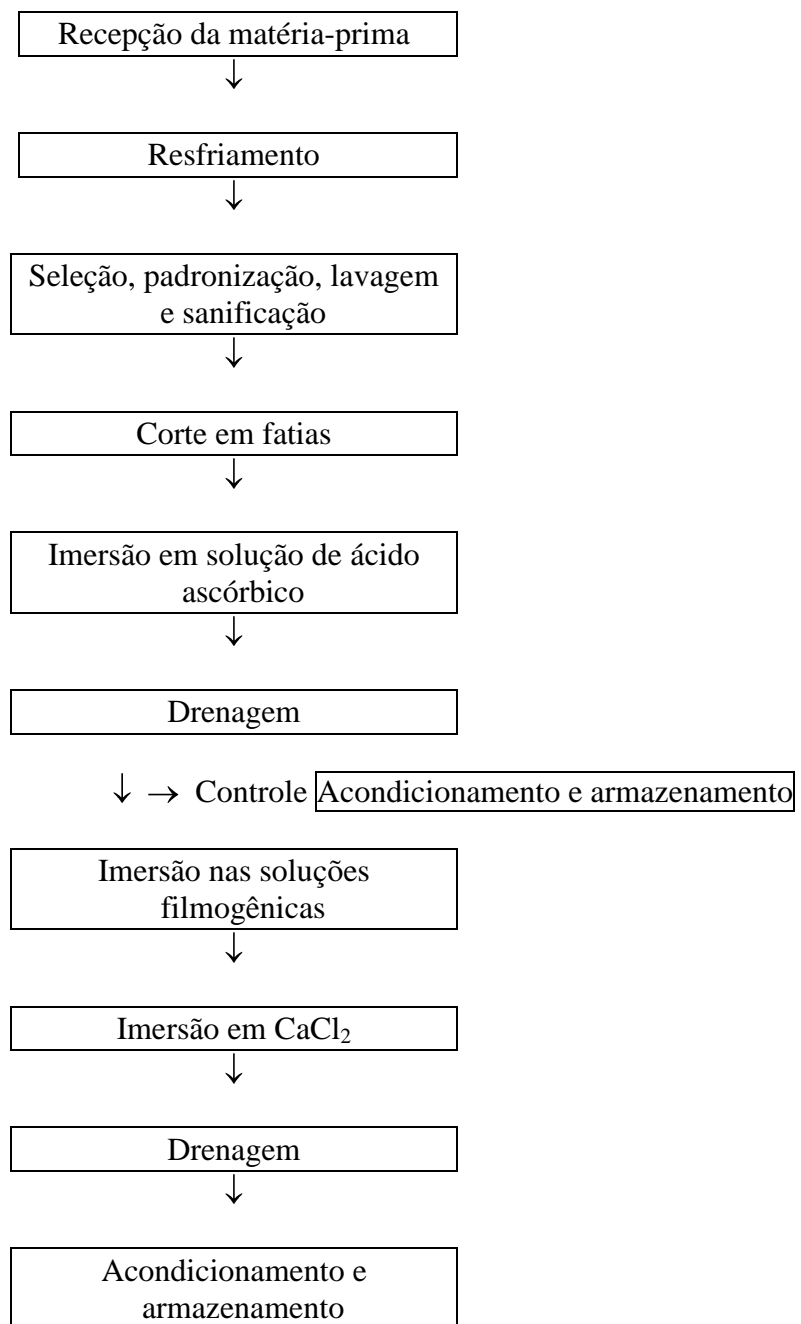 Recepção da matéria-prima
↓
Resfriamento
↓
Seleção, padronização, lavagem
e sanificação
↓
Corte em fatias
↓
Imersão em solução de ácido
ascórbico
↓
Drenagem
↓ → Controle Acondicionamento e armazenamento
Imersão nas soluções
filmogênicas
↓
Imersão em CaCl₂
↓
Drenagem
↓
Acondicionamento e
armazenamento